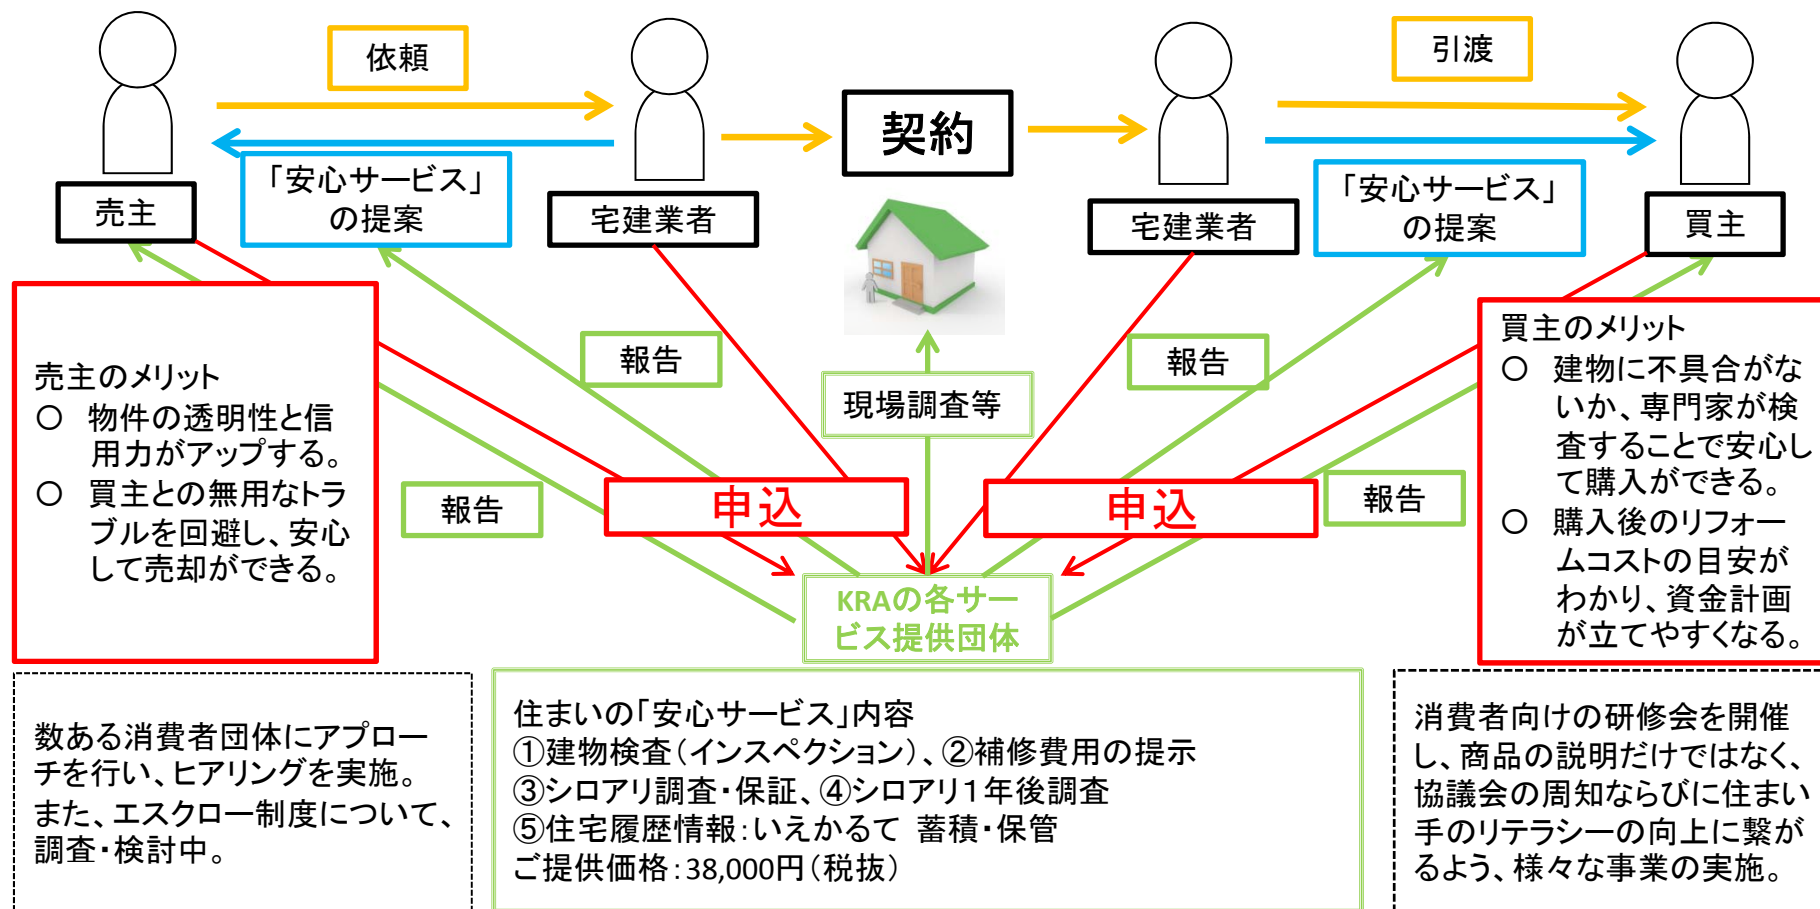 依頼
引渡
契約
「安心サービス」
の提案
「安心サービス」
の提案
売主
宅建業者
宅建業者
買主
報告
報告
現場調査等
売主のメリット
○ 物件の透明性と信
用力がアップする。
○ 買主との無用なトラ
ブルを回避し、安心
して売却ができる。
買主のメリット
○ 建物に不具合がな
いか、専門家が検
査することで安心し
て購入ができる。
○ 購入後のリフォー
ムコストの目安が
わかり、資金計画
が立てやすくなる。
報告
申込
申込
報告
KRAの各サー
ビス提供団体
数ある消費者団体にアプロー
チを行い、ヒアリングを実施。
また、エスクロー制度について、
調査・検討中。
住まいの「安心サービス」内容
①建物検査(インスペクション)、②補修費用の提示
③シロアリ調査・保証、④シロアリ1年後調査
⑤住宅履歴情報:いえかるて 蓄積・保管
ご提供価格:38,000円(税抜)
消費者向けの研修会を開催
し、商品の説明だけではなく、
協議会の周知ならびに住まい
手のリテラシーの向上に繋が
るよう、様々な事業の実施。